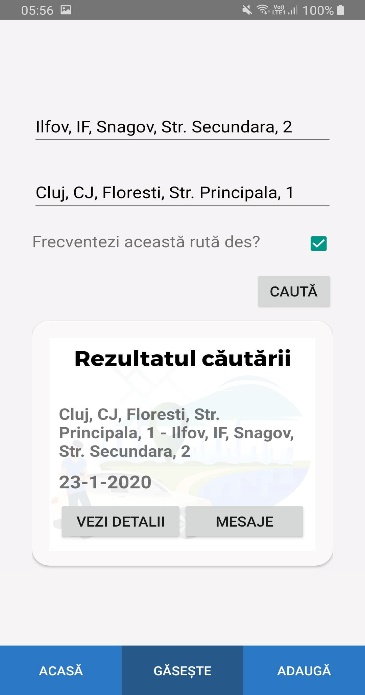 05:56 100%
Ilfov, IF, Snagov, Str. Secundara, 2
Cluj, CJ, Floresti, Str. Principala, 1
Frecventezi această rută des?
CAUTĂ
Rezultatul căutării
Cluj, CJ, Floresti, Str.
Principala, 1 - Ilfov, IF, Snagov,
Str. Secundara, 2
23-1-2020
VEZI DETALII MESAJE
ACASĂ GĂSEȘTE ADAUGĂ